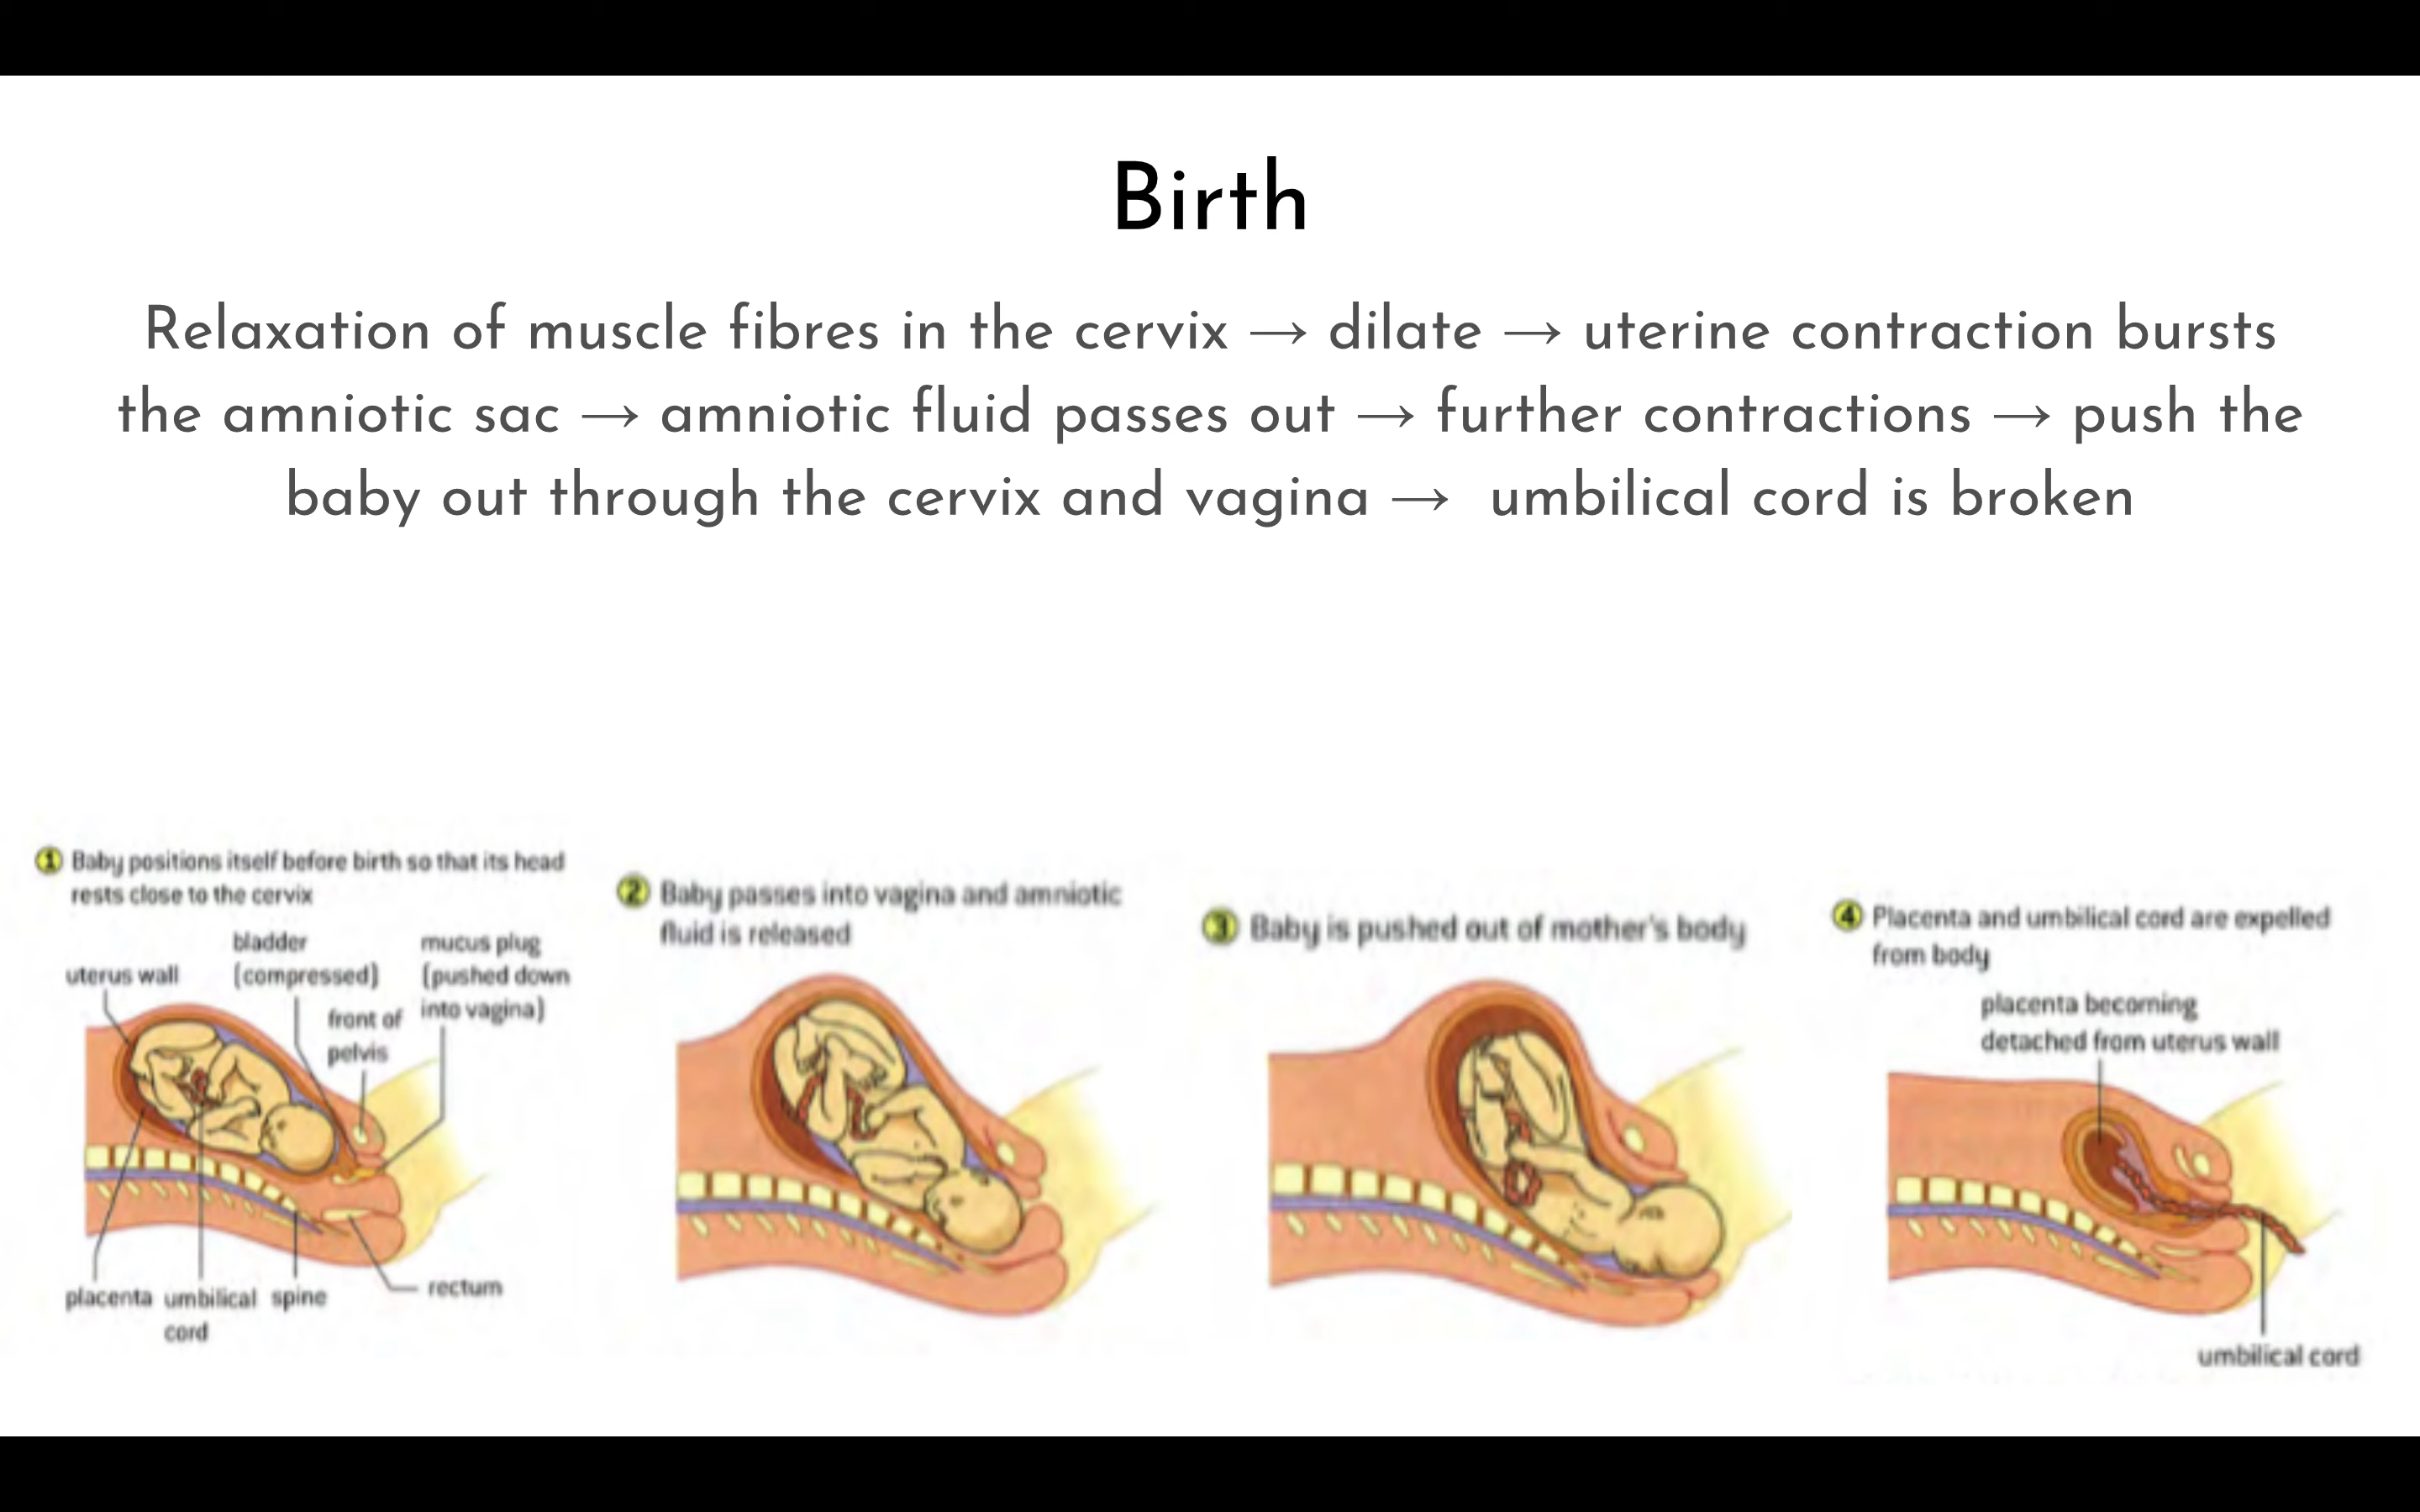 Birth
Relaxation of muscle fibres in the cervix → dilate → uterine contraction bursts
the amniotic sac → amniotic fluid passes out → further contractions → push the
baby out through the cervix and vagina → umbilical cord is broken
1 Baby positions itself before birth so that its head
rests close to the cervix
uterus wall
bladder
(compressed)
front of
pelvis
mucus plug
(pushed down
into vagina)
placenta
umbilical
cord
spine
rectum
2 Baby passes into vagina and amniotic
fluid is released
3 Baby is pushed out of mother's body
4 Placenta and umbilical cord are expelled
from body
placenta becoming
detached from uterus wall
umbilical cord